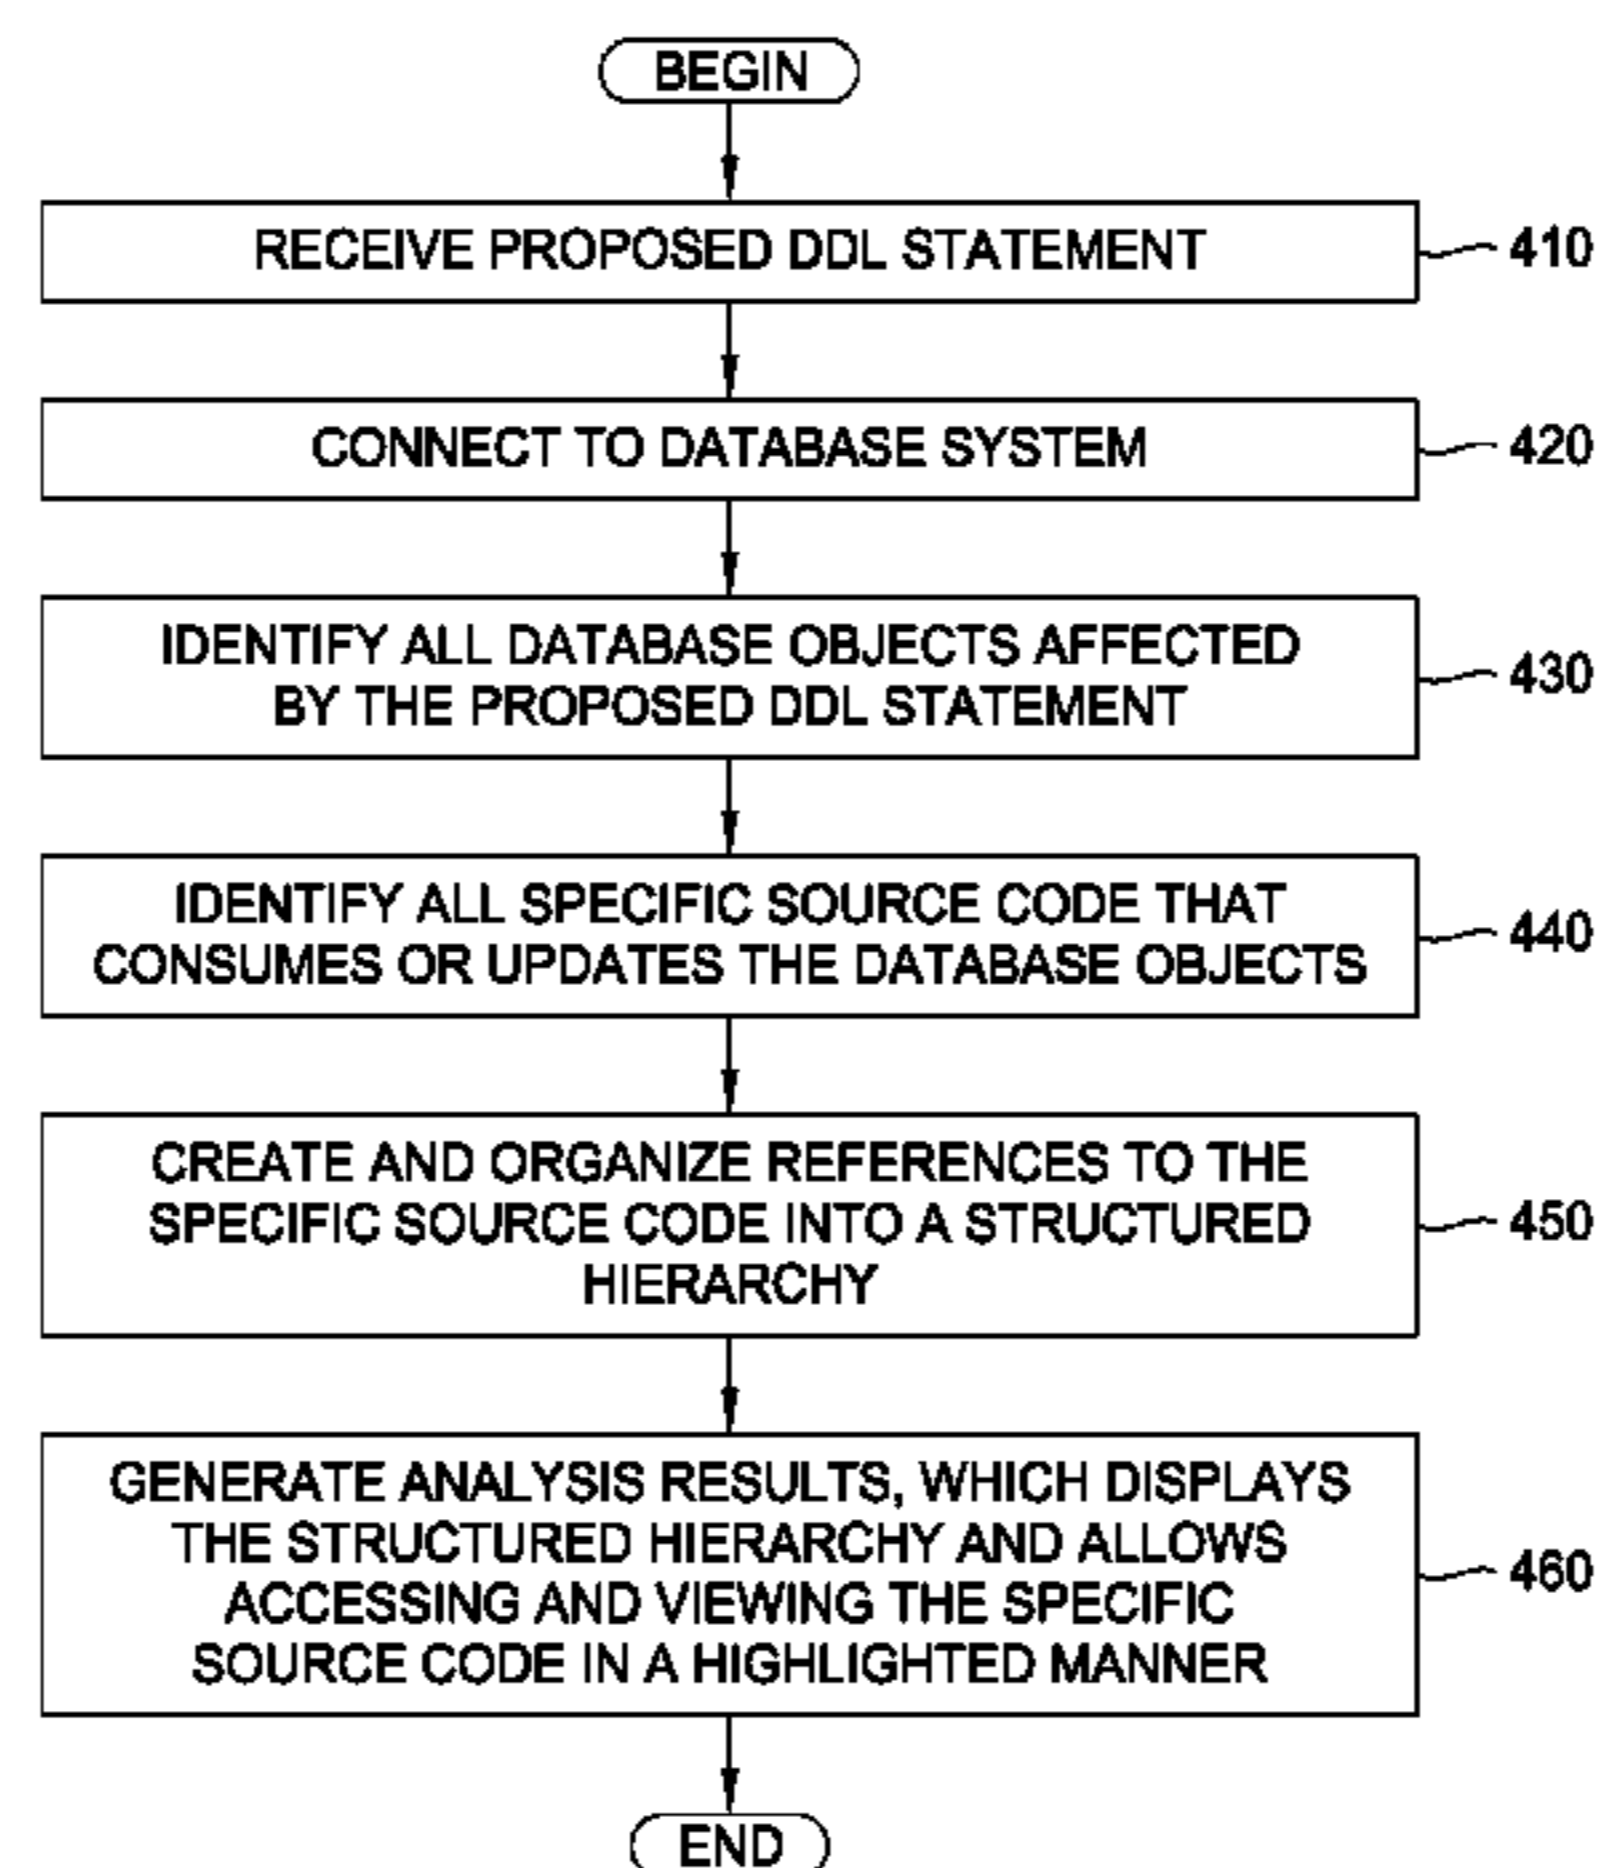 BEGIN
RECEIVE PROPOSED DDL STATEMENT
410
CONNECT TO DATABASE SYSTEM
420
IDENTIFY ALL DATABASE OBJECTS AFFECTED
BY THE PROPOSED DDL STATEMENT
430
IDENTIFY ALL SPECIFIC SOURCE CODE THAT
CONSUMES OR UPDATES THE DATABASE OBJECTS
440
CREATE AND ORGANIZE REFERENCES TO THE
SPECIFIC SOURCE CODE INTO A STRUCTURED
HIERARCHY
450
GENERATE ANALYSIS RESULTS, WHICH DISPLAYS
THE STRUCTURED HIERARCHY AND ALLOWS
ACCESSING AND VIEWING THE SPECIFIC
SOURCE CODE IN A HIGHLIGHTED MANNER
460
END